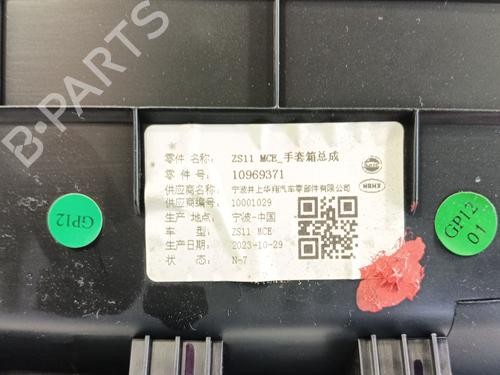 B-PARTS
零件 名称: ZS11 MCE_手套箱总成
零件 号: 10969371
供应商名称: 宁波井上华翔汽车零部件有限公司
供应商编号: 10001029
生产 地点: 宁波-中国
车 型: ZS11 MCE
生产日期: 2023-10-29
状 态: N-7
GP12
GP12
01